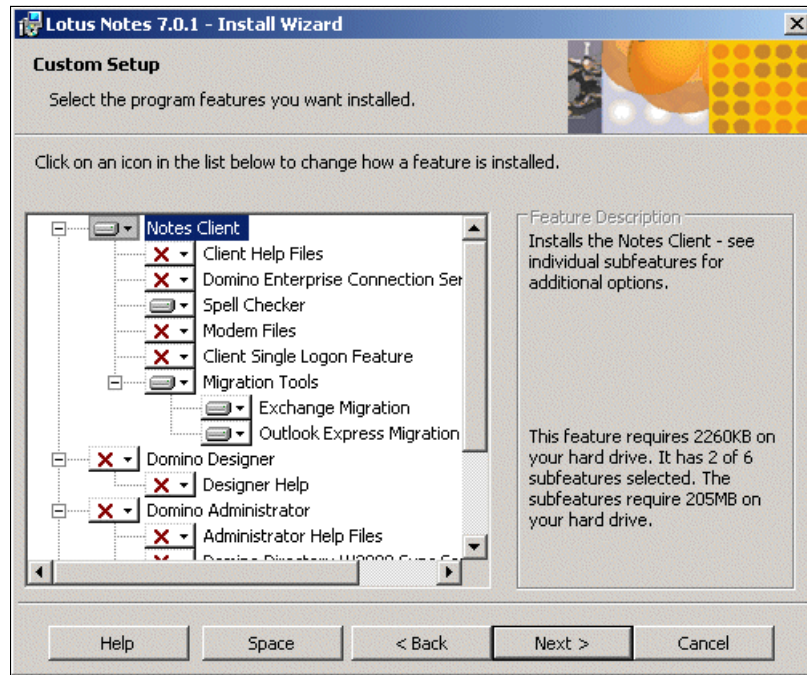 Lotus Notes 7.0.1 - Install Wizard
Custom Setup
Select the program features you want installed.
Click on an icon in the list below to change how a feature is installed.
Notes Client
Client Help Files
Domino Enterprise Connection Ser
Spell Checker
Modem Files
Client Single Logon Feature
Migration Tools
Exchange Migration
Outlook Express Migration
Domino Designer
Designer Help
Domino Administrator
Administrator Help Files
Feature Description
Installs the Notes Client - see
individual subfeatures for
additional options.
This feature requires 2260KB on
your hard drive. It has 2 of 6
subfeatures selected. The
subfeatures require 205MB on
your hard drive.
Help
Space
< Back
Next >
Cancel